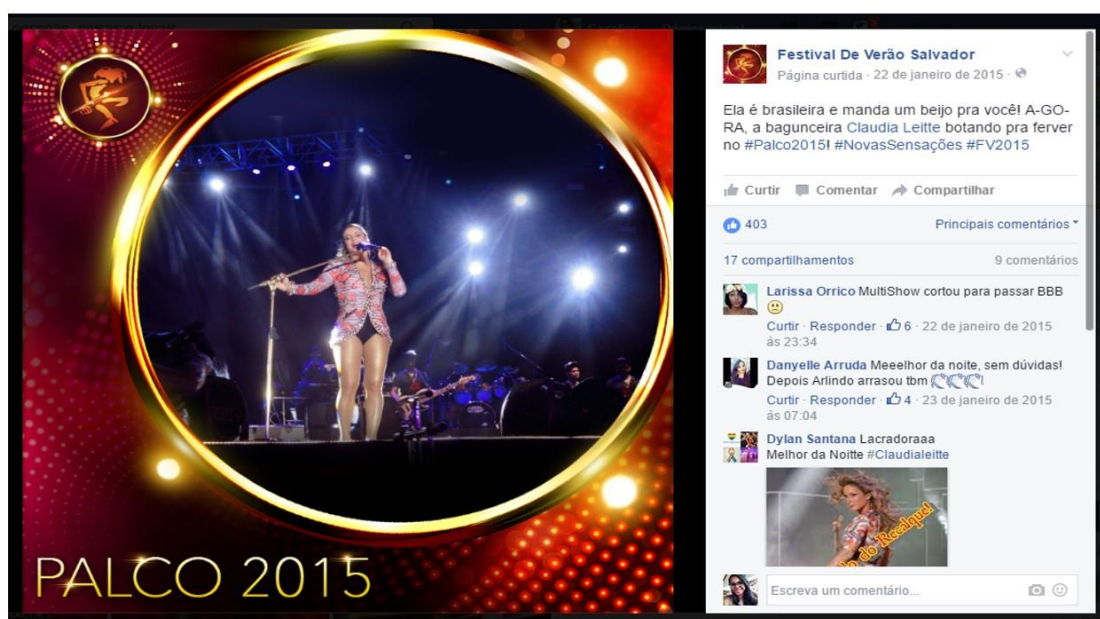 PALCO 2015
Festival De Verão Salvador
Página curtida · 22 de janeiro de 2015 ·
Ela é brasileira e manda um beijo pra você! A-GO-
RA, a bagunceira Claudia Leitte botando pra ferver
no #Palco2015! #NovasSensações #FV2015
Curtir Comentar Compartilhar
403 Principais comentários
17 compartilhamentos 9 comentários
Larissa Orrico MultiShow cortou para passar BBB
Curtir · Responder · 6 · 22 de janeiro de 2015
às 23:34
Danyelle Arruda Meeelhor da noite, sem dúvidas!
Depois Arlindo arrasou tbm
Curtir · Responder · 4 · 23 de janeiro de 2015
às 07:04
Dylan Santana Lacradoraaa
Melhor da Noitte #Claudialeitte
do Recalque!
Escreva um comentário...